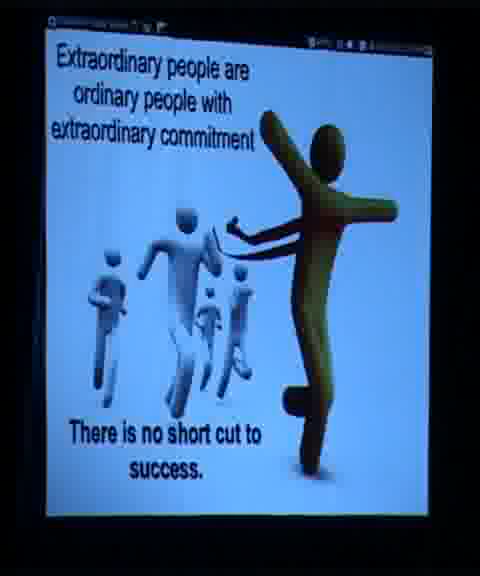 Extraordinary people are
ordinary people with
extraordinary commitment
There is no short cut to
success.